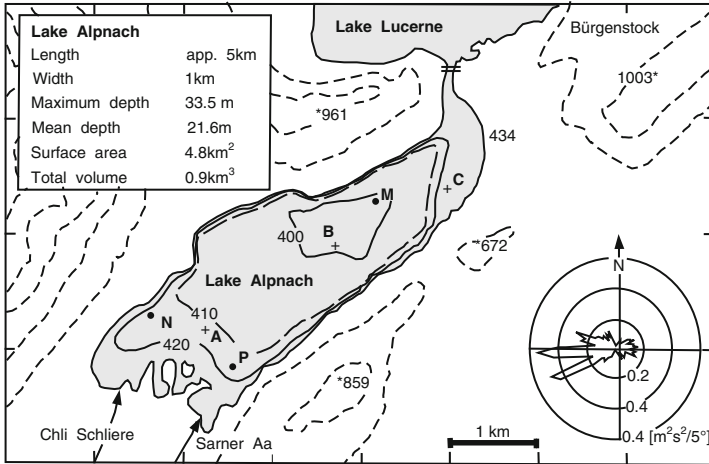 Lake Alpnach
Length app. 5km
Width 1km
Maximum depth 33.5 m
Mean depth 21.6m
Surface area 4.8km²
Total volume 0.9km³
Lake Lucerne
Bürgenstock
1003*
*961
434
C
M
400
B
*672
Lake Alpnach
N
410
N
A
420
P
0.2
*859
0.4
1 km
0.4 [m²s²/5°]
Chli Schliere
Sarner Aa